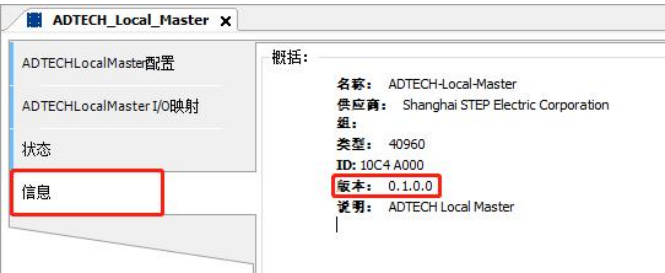 ADTECH_Local_Master x
ADTECHLocalMaster配置
ADTECHLocalMaster I/O映射
状态
信息
概括：
名称： ADTECH-Local-Master
供应商： Shanghai STEP Electric Corporation
组：
类型： 40960
ID: 10C4 A000
版本： 0.1.0.0
说明： ADTECH Local Master